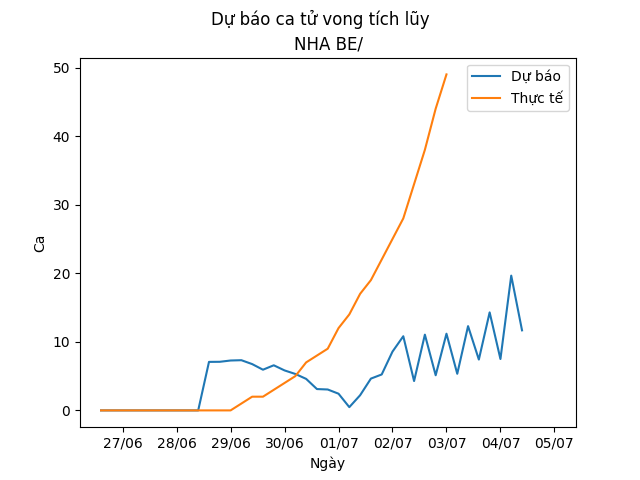 Dự báo ca tử vong tích lũy
NHA BE/
Dự báo
Thực tế
Ca
50
40
30
20
10
0
27/06 28/06 29/06 30/06 01/07 02/07 03/07 04/07 05/07
Ngày